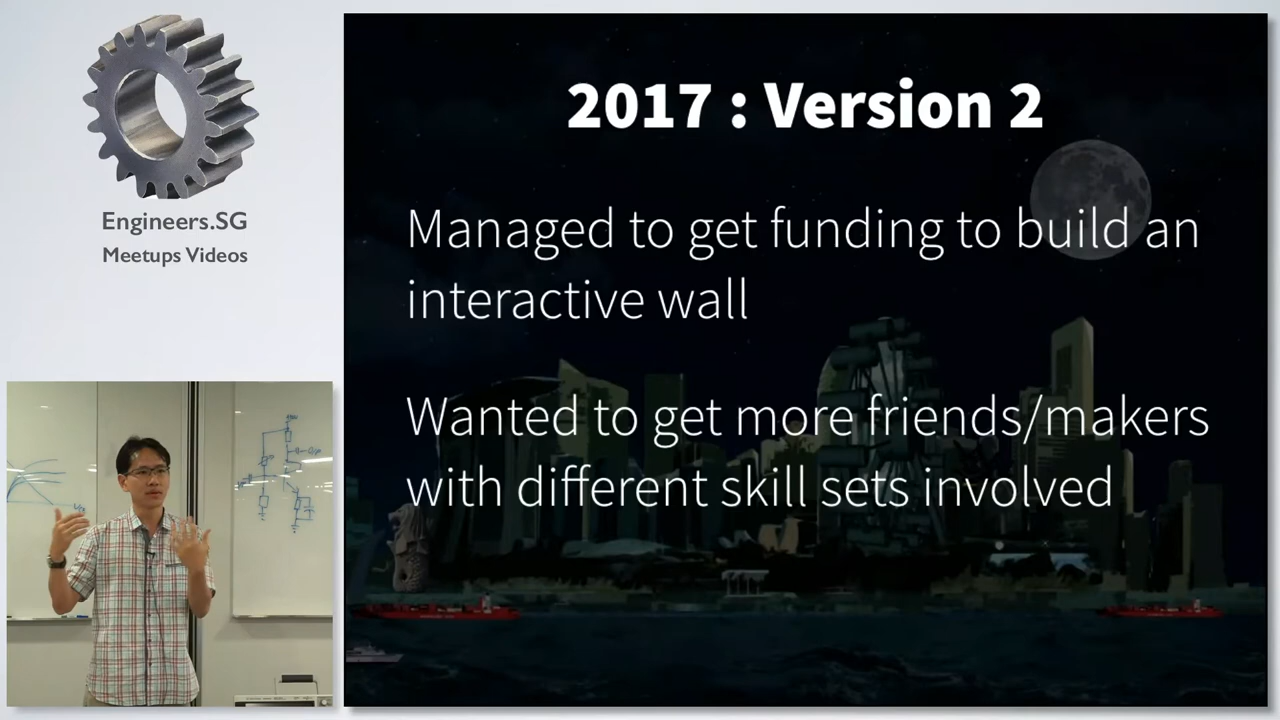 Engineers.SG
Meetups Videos
2017 : Version 2
Managed to get funding to build an
interactive wall
Wanted to get more friends/makers
with different skill sets involved